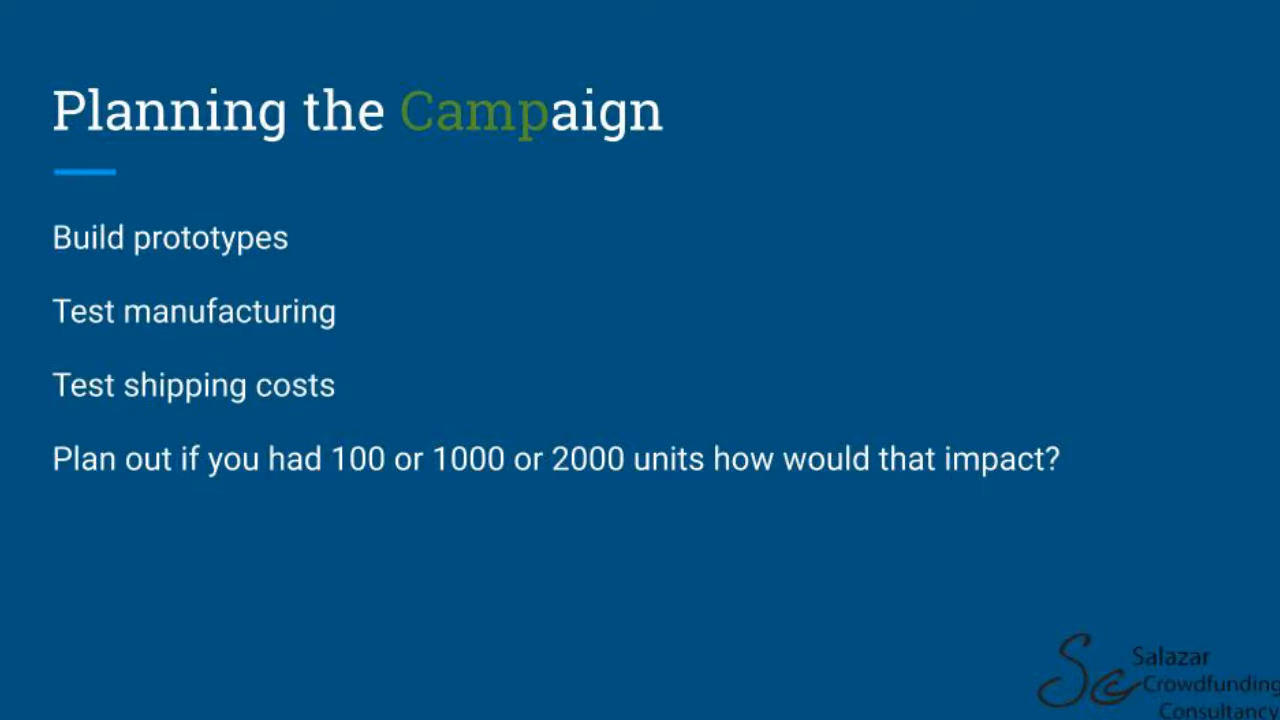 Planning the Campaign
Build prototypes
Test manufacturing
Test shipping costs
Plan out if you had 100 or 1000 or 2000 units how would that impact?
Sc
Salazar
Crowdfunding
Consultancy